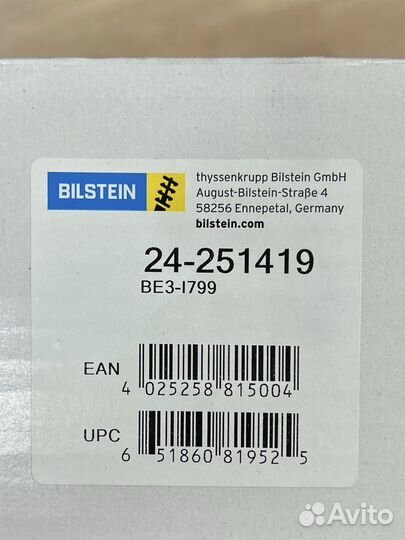 BILSTEIN
thyssenkrupp Bilstein GmbH
August-Bilstein-Straße 4
58256 Ennepetal, Germany
bilstein.com
24-251419
BE3-I799
EAN
4 025258 815004
UPC
6 51860 81952 5
Avito